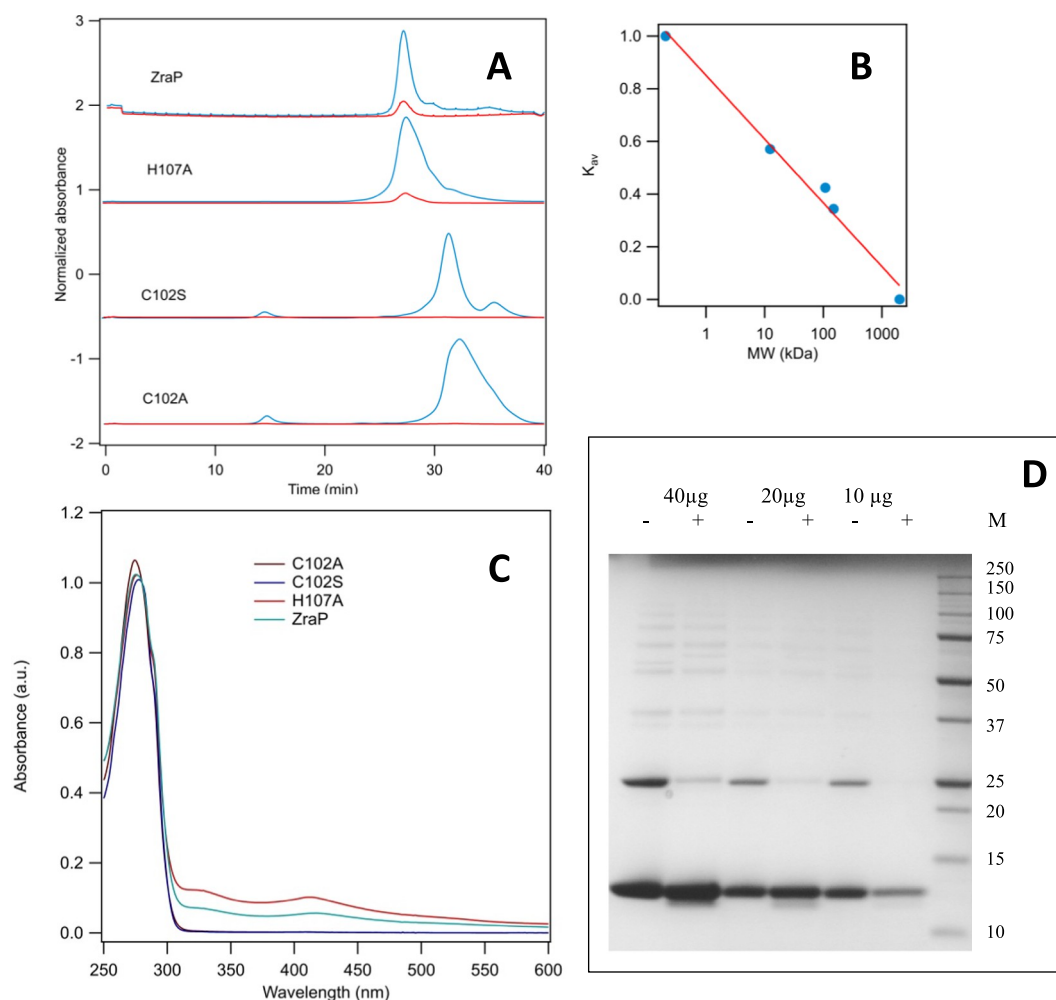 A
3
2
1
0
-1
-2
Normalized absorbance
ZraP
H107A
C102S
C102A
0 10 20 30 40
Time (min)
B
1.0
0.8
0.6
0.4
0.2
0.0
Kav
1 10 100 1000
MW (kDa)
C
1.2
1.0
0.8
0.6
0.4
0.2
0.0
Absorbance (a.u.)
C102A
C102S
H107A
ZraP
250 300 350 400 450 500 550 600
Wavelength (nm)
D
40µg 20µg 10 µg
- + - + - + M
250
150
100
75
50
37
25
20
15
10